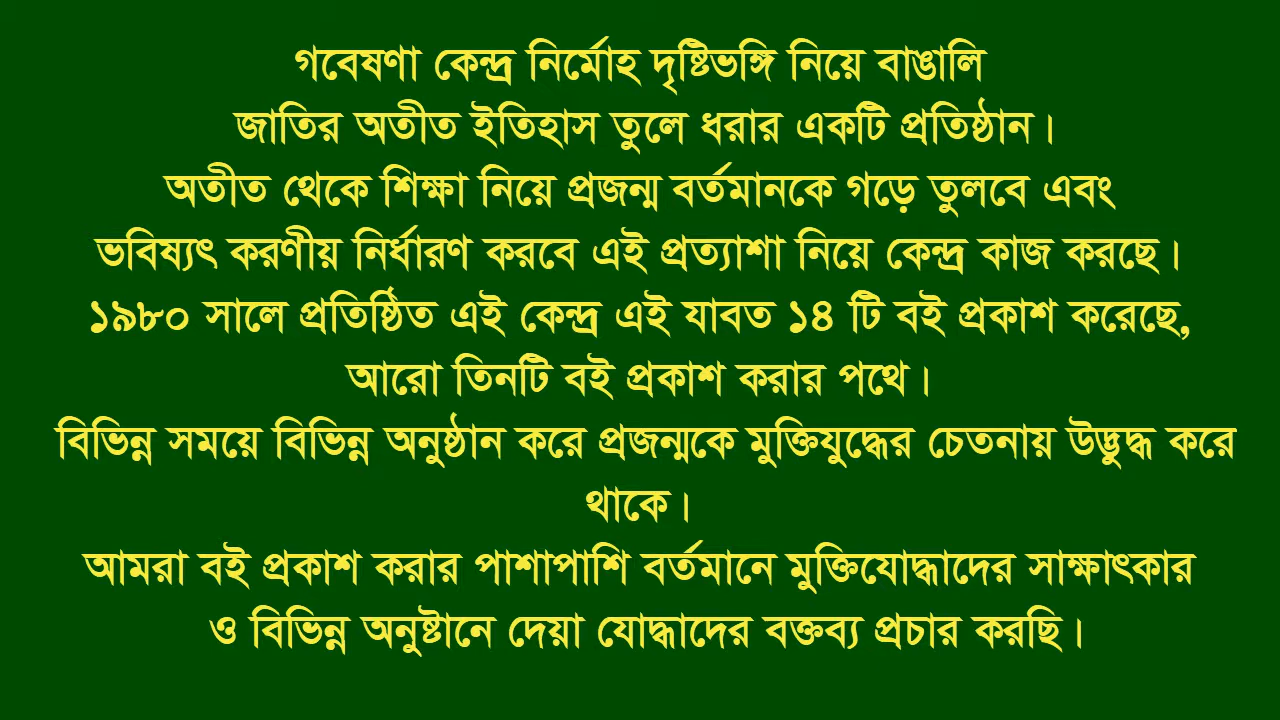 গবেষণা কেন্দ্র নির্মোহ দৃষ্টিভঙ্গি নিয়ে বাঙালি
জাতির অতীত ইতিহাস তুলে ধরার একটি প্রতিষ্ঠান।
অতীত থেকে শিক্ষা নিয়ে প্রজন্ম বর্তমানকে গড়ে তুলবে এবং
ভবিষ্যৎ করণীয় নির্ধারণ করবে এই প্রত্যাশা নিয়ে কেন্দ্র কাজ করছে।
১৯৮০ সালে প্রতিষ্ঠিত এই কেন্দ্র এই যাবত ১৪ টি বই প্রকাশ করেছে,
আরো তিনটি বই প্রকাশ করার পথে।
বিভিন্ন সময়ে বিভিন্ন অনুষ্ঠান করে প্রজন্মকে মুক্তিযুদ্ধের চেতনায় উদ্ভুদ্ধ করে
থাকে।
আমরা বই প্রকাশ করার পাশাপাশি বর্তমানে মুক্তিযোদ্ধাদের সাক্ষাৎকার
ও বিভিন্ন অনুষ্টানে দেয়া যোদ্ধাদের বক্তব্য প্রচার করছি।